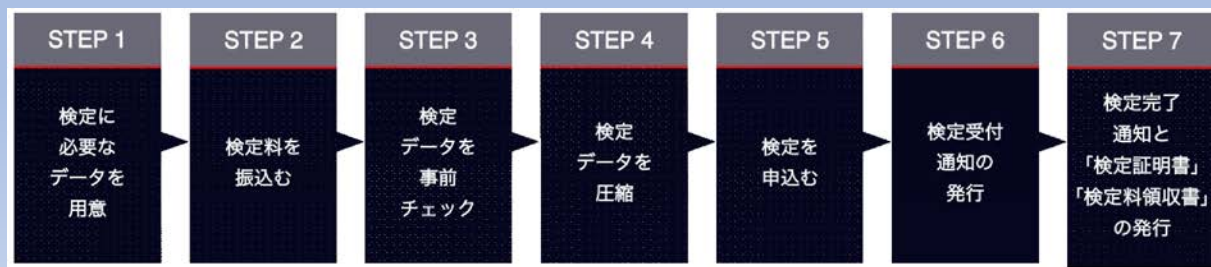 STEP 1
検定に
必要な
データを
用意
STEP 2
検定料を
振込む
STEP 3
検定
データを
事前
チェック
STEP 4
検定
データを
圧縮
STEP 5
検定を
申込む
STEP 6
検定受付
通知の
発行
STEP 7
検定完了
通知と
「検定証明書」
「検定料領収書」
の発行